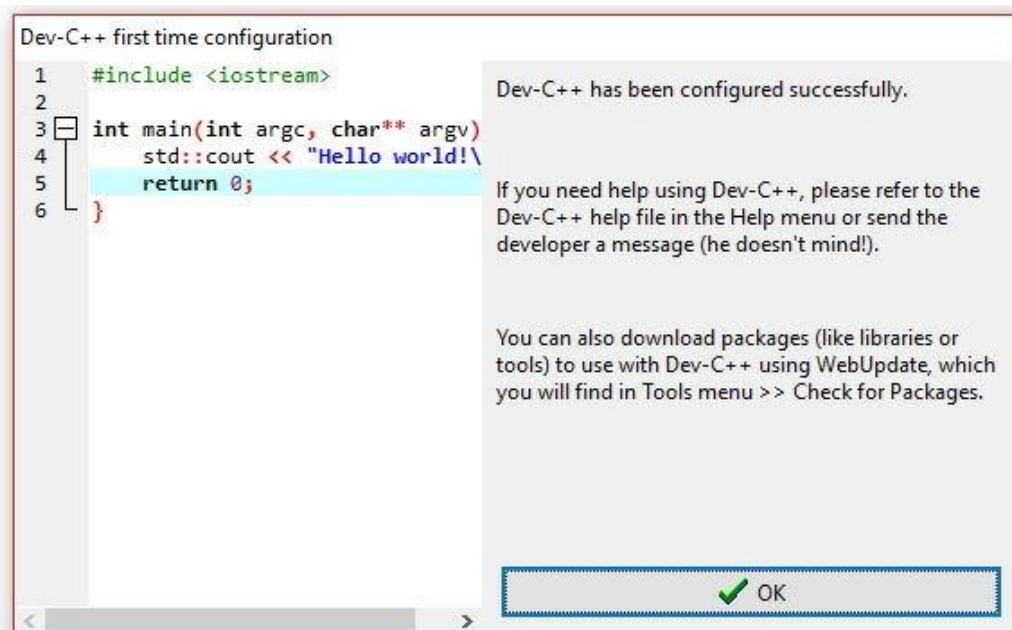 Dev-C++ first time configuration
1 #include <iostream>
2
3 int main(int argc, char** argv)
4 std::cout << "Hello world!\
5 return 0;
6 }
Dev-C++ has been configured successfully.
If you need help using Dev-C++, please refer to the
Dev-C++ help file in the Help menu or send the
developer a message (he doesn't mind!).
You can also download packages (like libraries or
tools) to use with Dev-C++ using WebUpdate, which
you will find in Tools menu >> Check for Packages.
OK